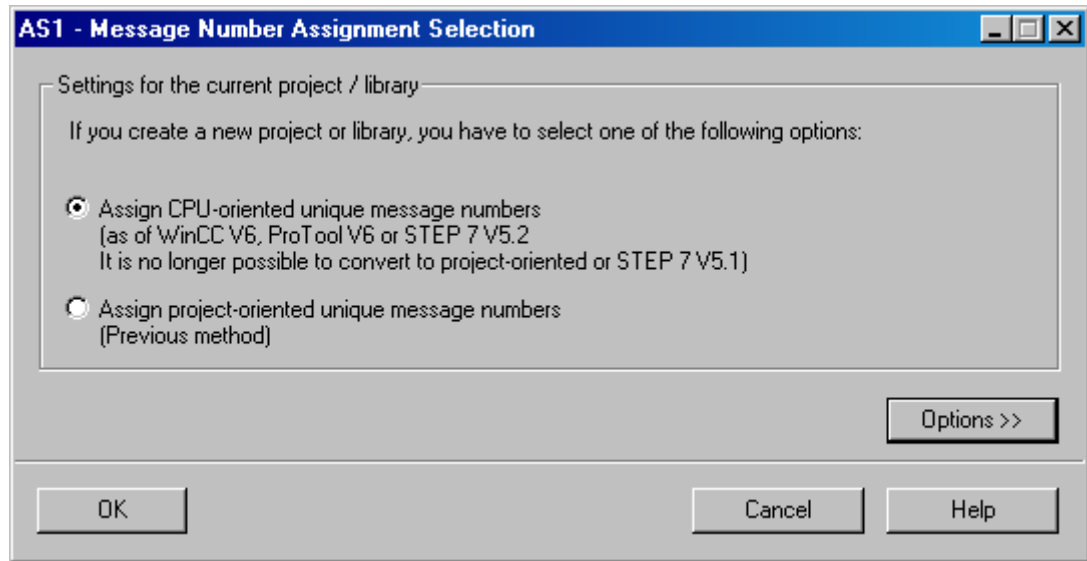 AS1 - Message Number Assignment Selection
Settings for the current project / library
If you create a new project or library, you have to select one of the following options:
Assign CPU-oriented unique message numbers
(as of WinCC V6, ProTool V6 or STEP 7 V5.2
It is no longer possible to convert to project-oriented or STEP 7 V5.1)
Assign project-oriented unique message numbers
(Previous method)
Options >>
OK
Cancel
Help